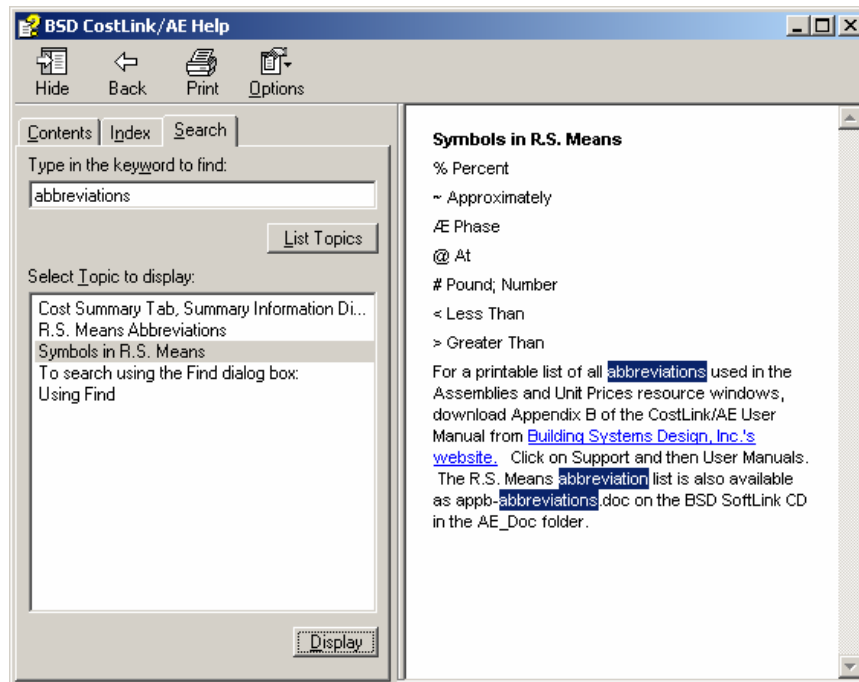 BSD CostLink/AE Help
Hide Back Print Options
Contents Index Search
Type in the keyword to find:
abbreviations
List Topics
Select Topic to display:
Cost Summary Tab, Summary Information Di...
R.S. Means Abbreviations
Symbols in R.S. Means
To search using the Find dialog box:
Using Find
Display
Symbols in R.S. Means
% Percent
~ Approximately
Æ Phase
@ At
# Pound; Number
< Less Than
> Greater Than
For a printable list of all abbreviations used in the
Assemblies and Unit Prices resource windows,
download Appendix B of the CostLink/AE User
Manual from Building Systems Design, Inc.'s
website. Click on Support and then User Manuals.
The R.S. Means abbreviation list is also available
as appb-abbreviations.doc on the BSD SoftLink CD
in the AE_Doc folder.